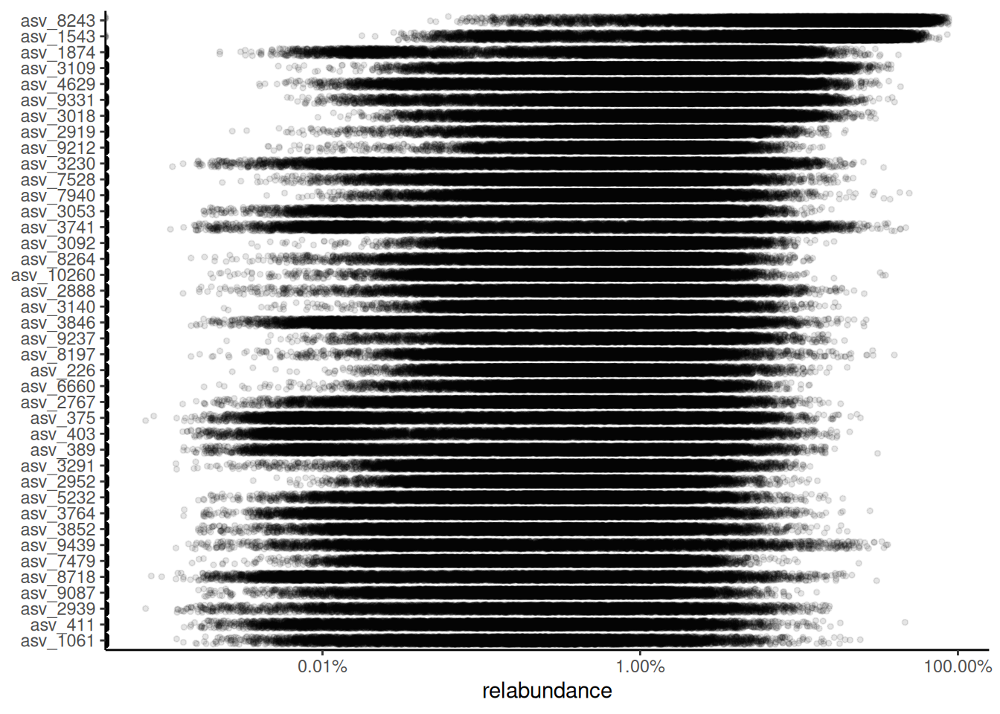 asv_8243
asv_1543
asv_1874
asv_3109
asv_4629
asv_9331
asv_3018
asv_2919
asv_9212
asv_3230
asv_7528
asv_7940
asv_3053
asv_3741
asv_3092
asv_8264
asv_10260
asv_2888
asv_3140
asv_3846
asv_9237
asv_8197
asv_226
asv_6660
asv_2767
asv_375
asv_403
asv_389
asv_3291
asv_2952
asv_5232
asv_3764
asv_3852
asv_9439
asv_7479
asv_8718
asv_9087
asv_2939
asv_411
asv_1061
0.01% 1.00% 100.00%
relabundance